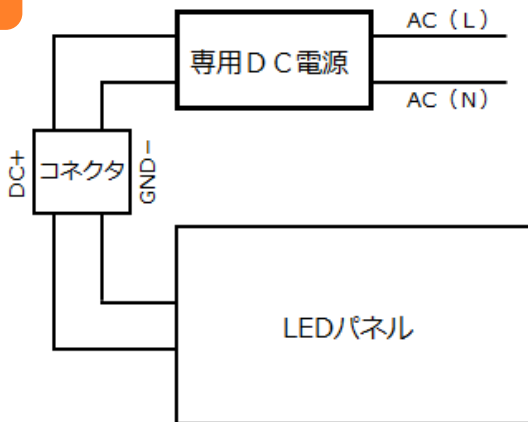 AC（L）
専用ＤＣ電源
AC（N）
DC+
コネクタ
GND−
LEDパネル